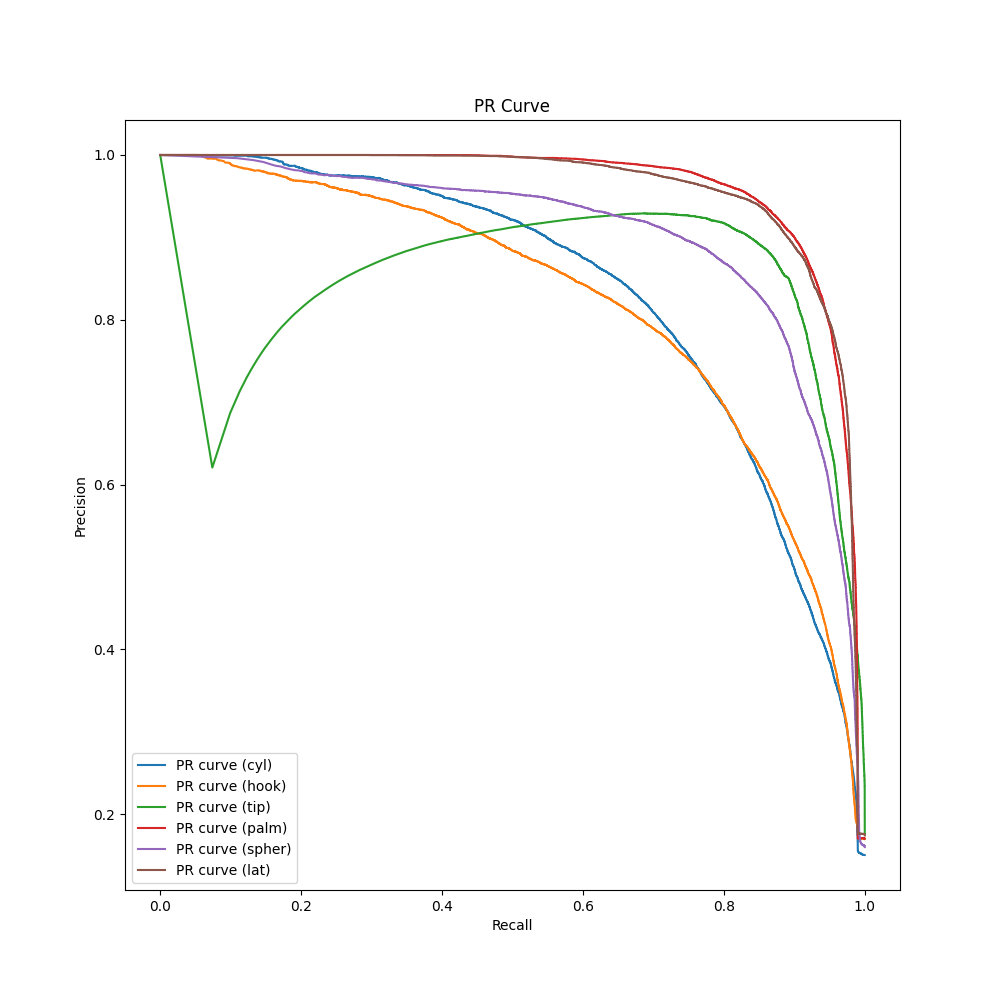 PR Curve
Precision
1.0
0.8
0.6
0.4
0.2
PR curve (cyl)
PR curve (hook)
PR curve (tip)
PR curve (palm)
PR curve (spher)
PR curve (lat)
0.0 0.2 0.4 0.6 0.8 1.0
Recall